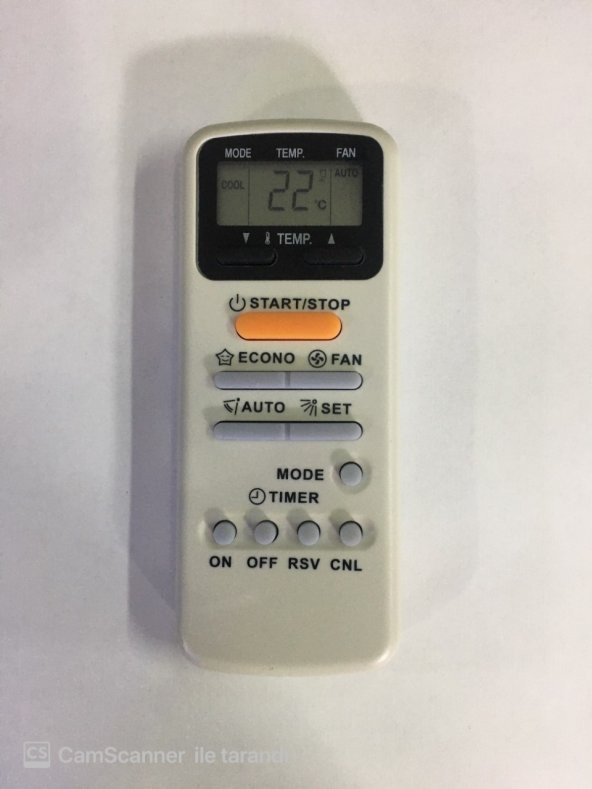 MODE TEMP. FAN
COOL 22 °C AUTO
TEMP.
START/STOP
ECONO FAN
AUTO SET
MODE
TIMER
ON OFF RSV CNL
CS CamScanner ile tarandı